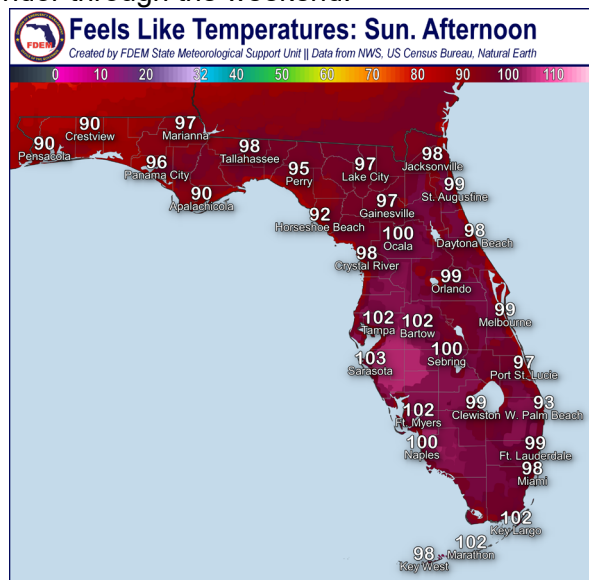 through the weekend.
Feels Like Temperatures: Sun. Afternoon
Created by FDEM State Meteorological Support Unit || Data from NWS, US Census Bureau, Natural Earth
FDEM
0 10 20 32 40 50 60 70 80 90 100 110
90
Crestview
97
Marianna
90
Pensacola
98
Tallahassee
96
Panama City
95
Perry
97
Lake City
98
Jacksonville
90
Apalachicola
99
St. Augustine
92
Horseshoe Beach
97
Gainesville
100
Ocala
98
Daytona Beach
98
Crystal River
99
Orlando
99
Melbourne
102
Tampa
102
Bartow
103
Sarasota
100
Sebring
97
Port St. Lucie
102
Ft. Myers
99
Clewiston
93
W. Palm Beach
100
Naples
99
Ft. Lauderdale
98
Miami
102
Key Largo
102
Marathon
98
Key West